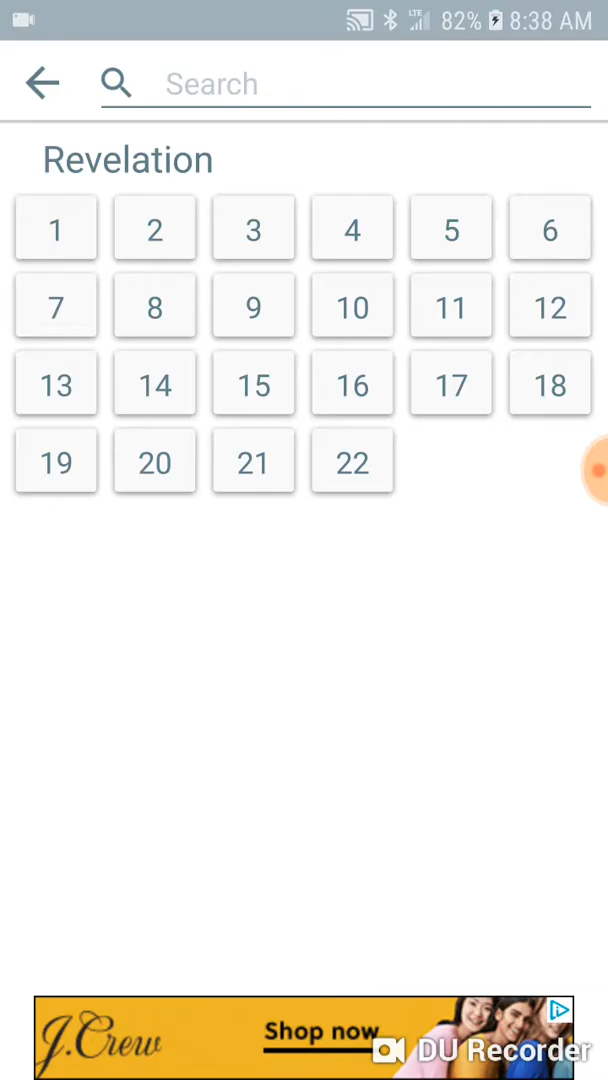 LTE 82% 8:38 AM
Search
Revelation
1 2 3 4 5 6
7 8 9 10 11 12
13 14 15 16 17 18
19 20 21 22
J.Crew Shop now
DU Recorder